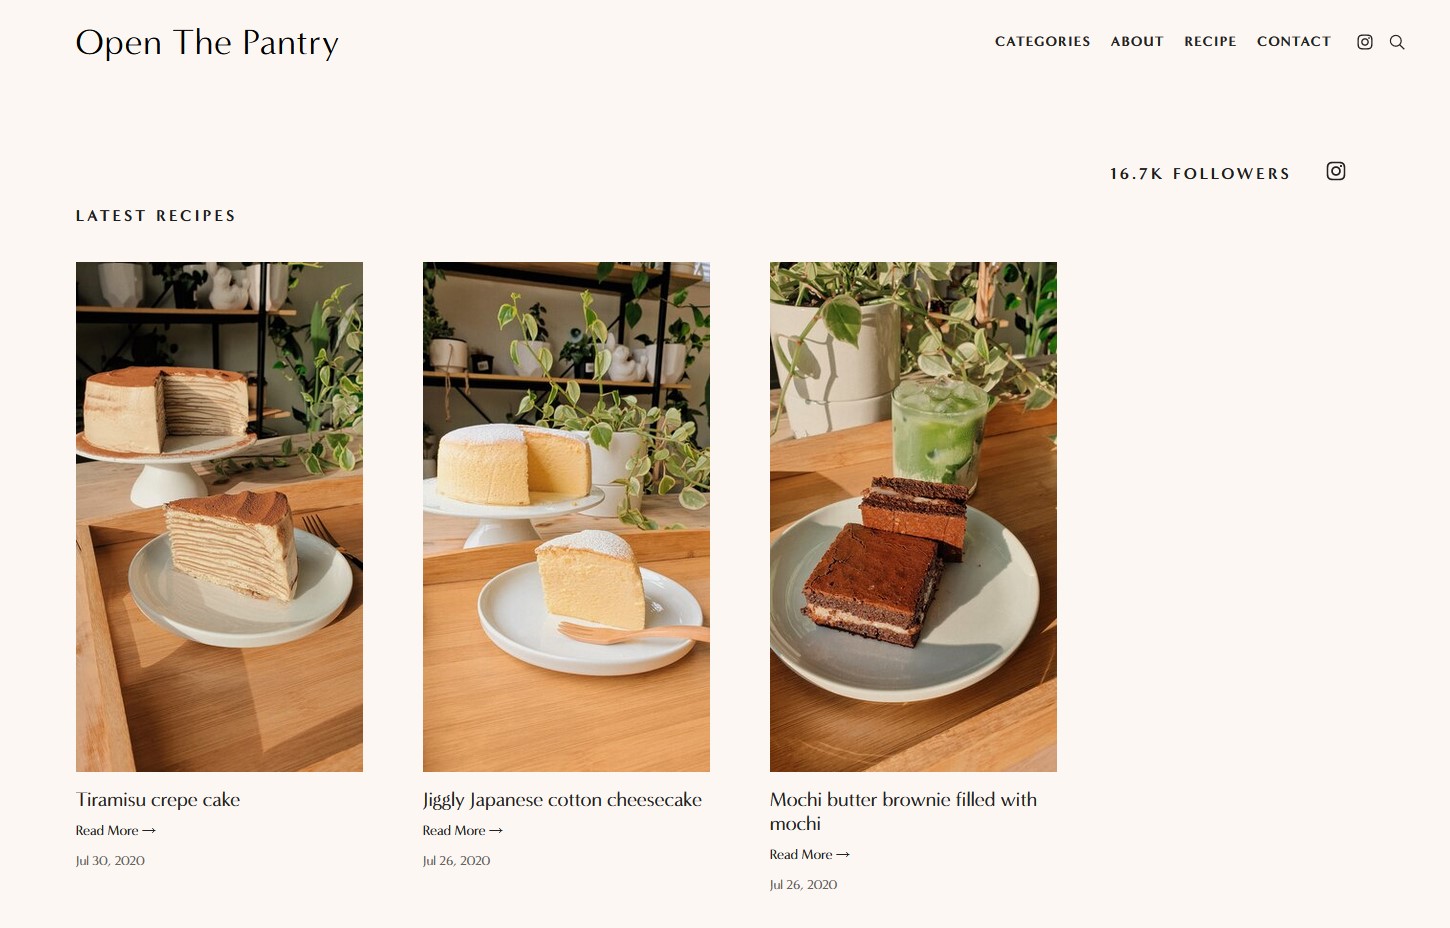 Open The Pantry
CATEGORIES ABOUT RECIPE CONTACT
16.7K FOLLOWERS
LATEST RECIPES
Tiramisu crepe cake
Read More →
Jul 30, 2020
Jiggly Japanese cotton cheesecake
Read More →
Jul 26, 2020
Mochi butter brownie filled with
mochi
Read More →
Jul 26, 2020